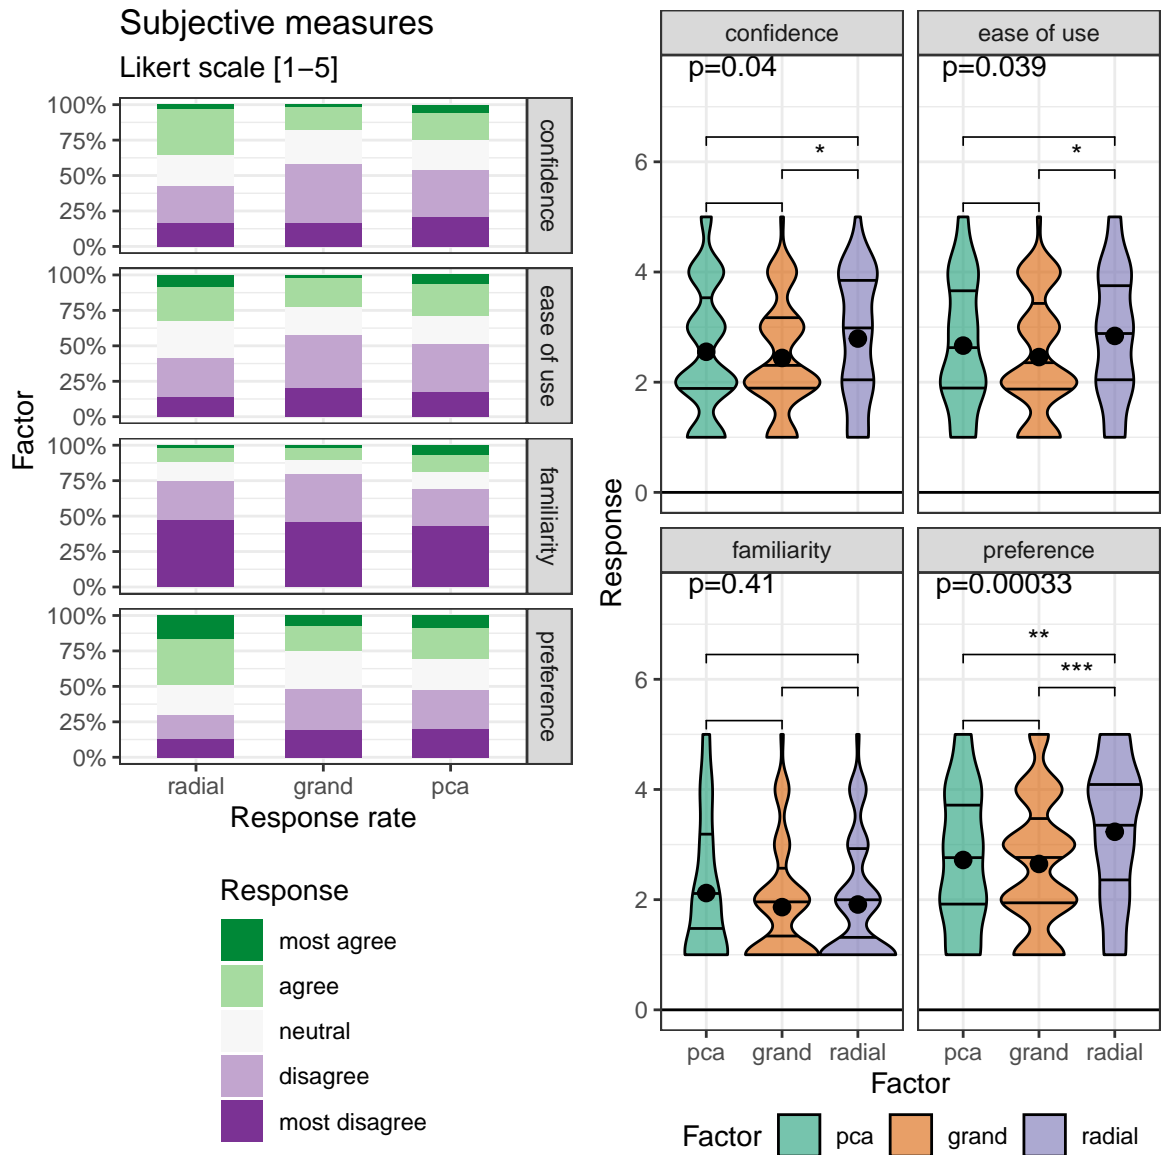 Subjective measures
Likert scale [1−5]
Factor
100%
75%
50%
25%
0%
confidence
100%
75%
50%
25%
0%
ease of use
100%
75%
50%
25%
0%
familiarity
100%
75%
50%
25%
0%
preference
radial grand pca
Response rate
Response
most agree
agree
neutral
disagree
most disagree
confidence
p=0.04
*
6
4
2
0
ease of use
p=0.039
*
Response
familiarity
p=0.41
6
4
2
0
preference
p=0.00033
**
***
pca grand radial
pca grand radial
Factor
Factor pca grand radial